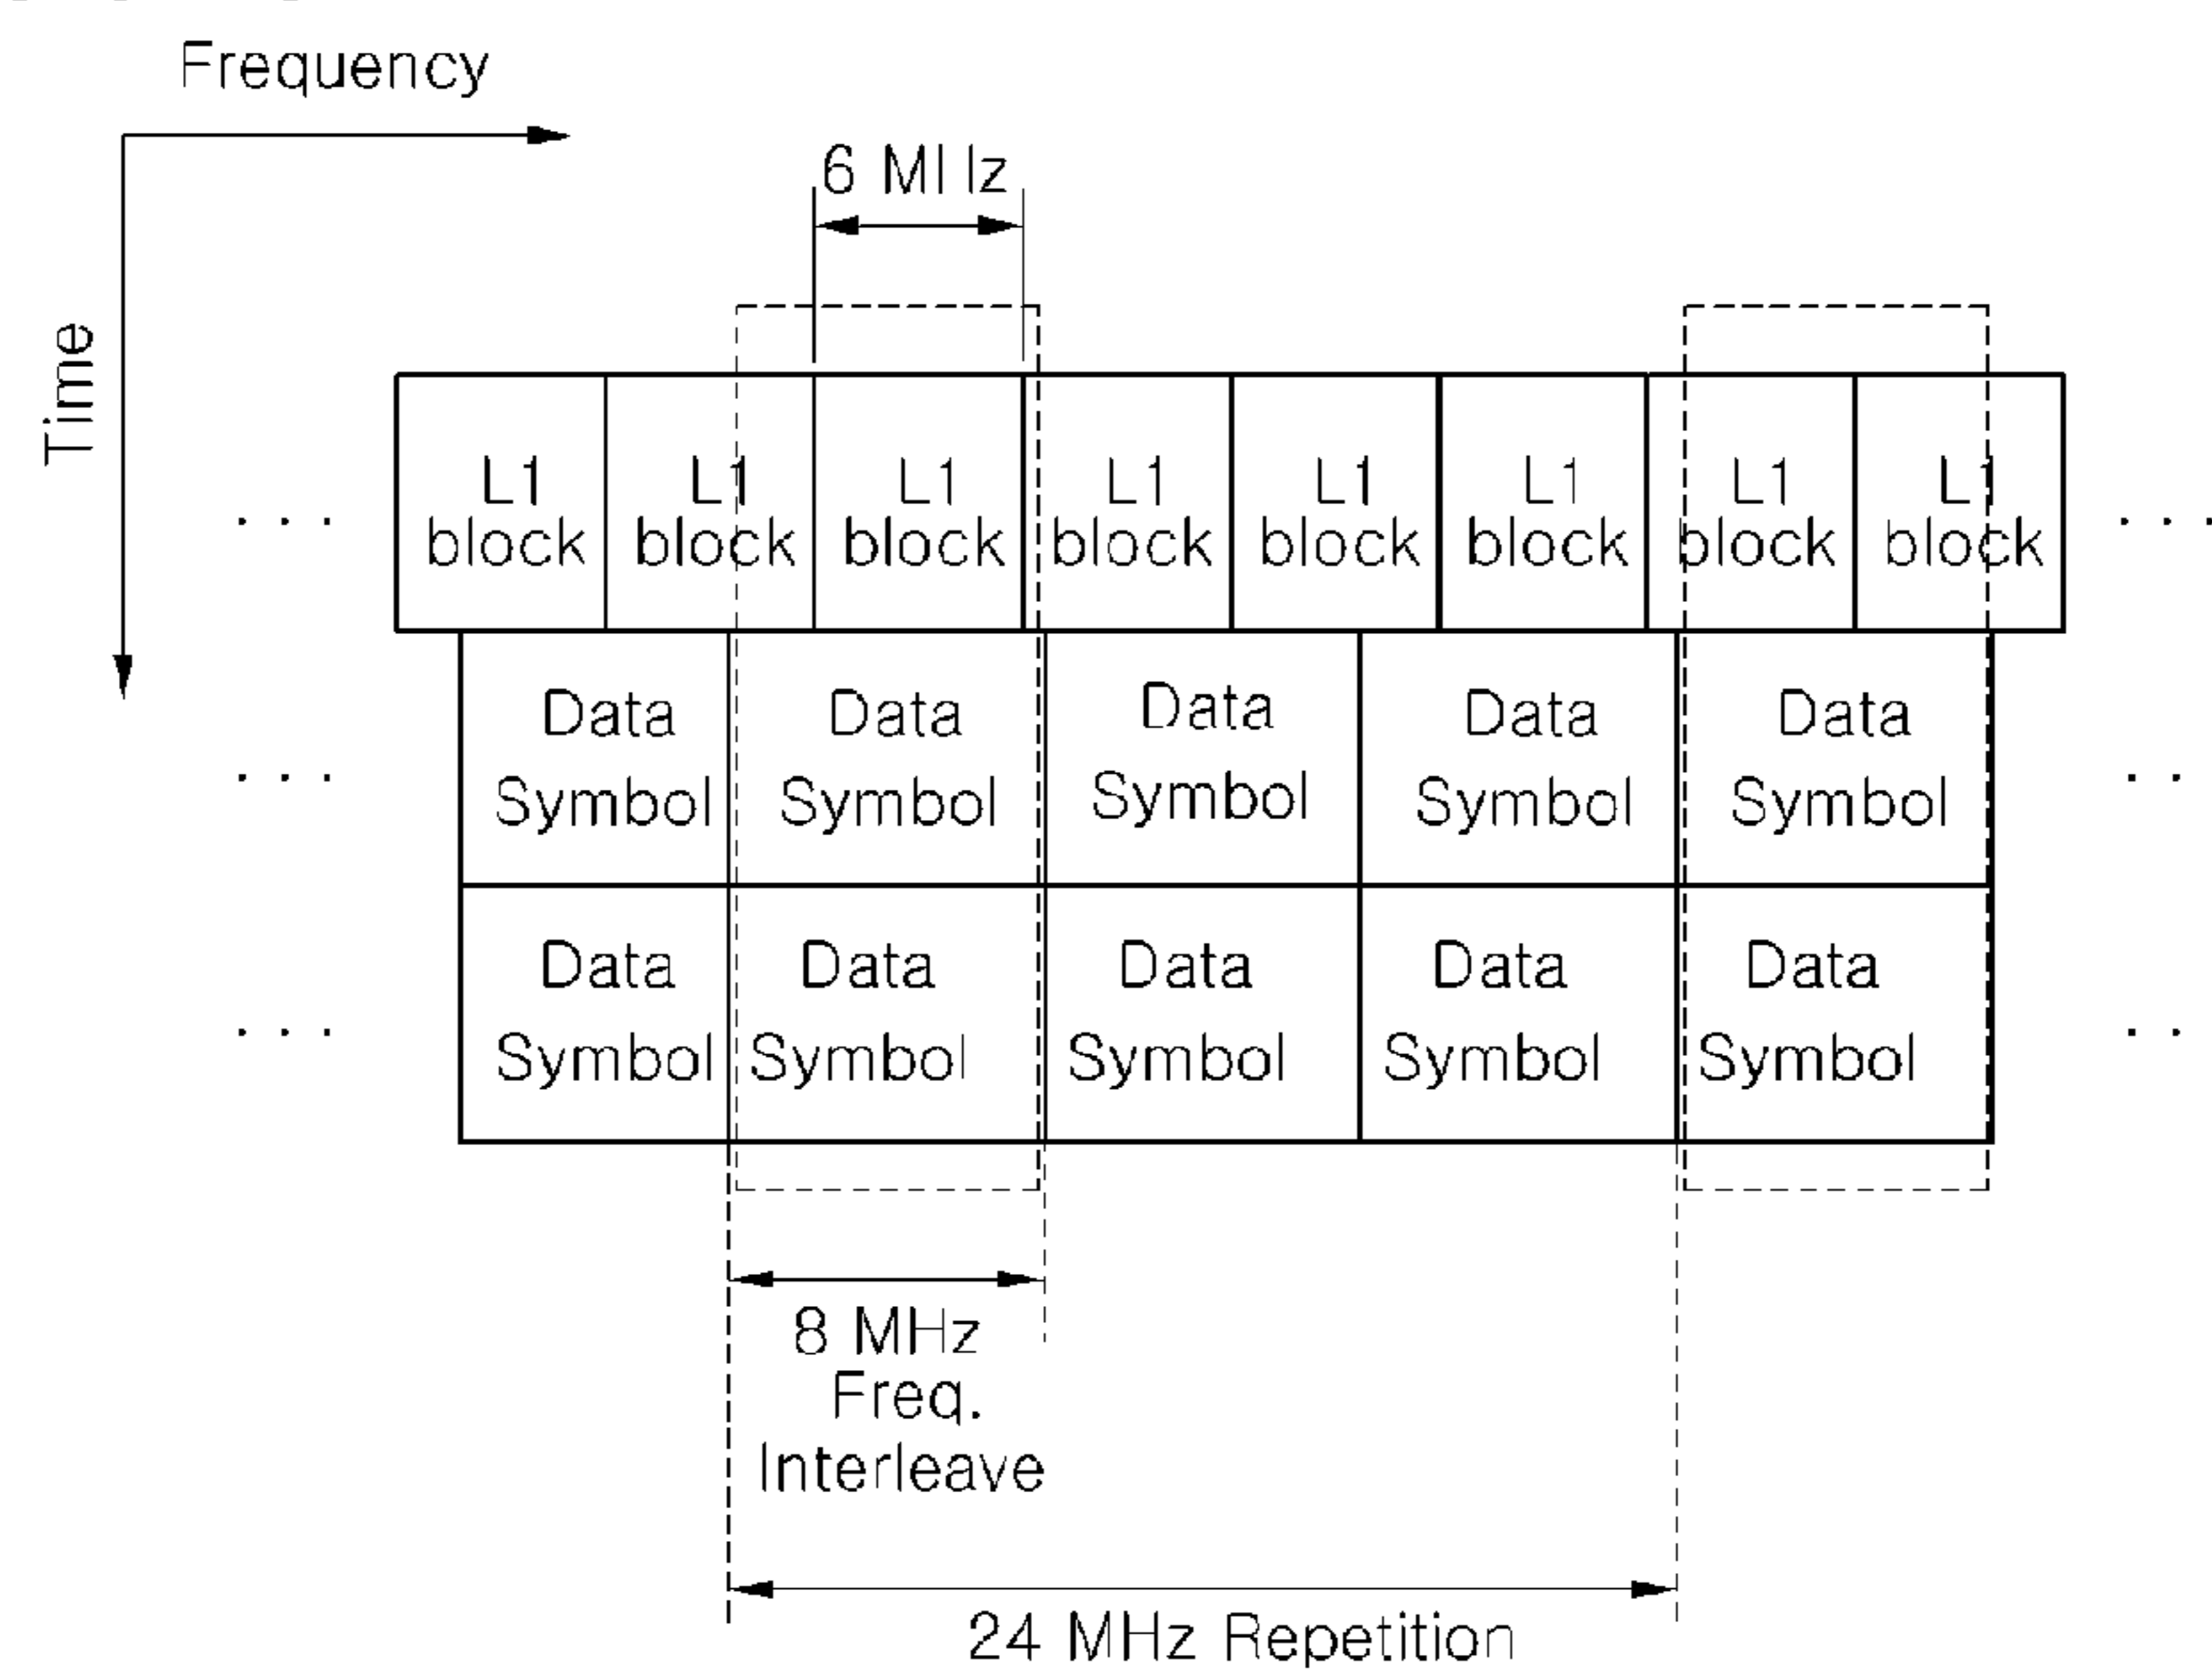 Frequency
Time
6 MHz
L1 L1 L1 L1 L1 L1 L1 L1
. . . block block block block block block block block . . .
Data Data Data Data Data
. . . Symbol Symbol Symbol Symbol Symbol . .
Data Data Data Data Data
. . . Symbol Symbol Symbol Symbol Symbol . .
8 MHz
Freq.
Interleave
24 MHz Repetition